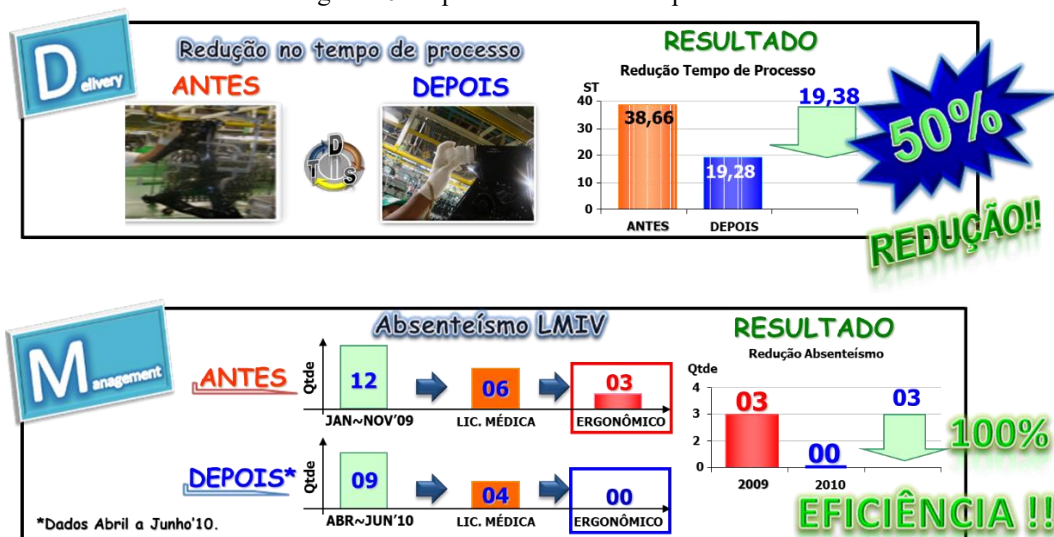 Delivery
Redução no tempo de processo
ANTES
DEPOIS
D
T S
RESULTADO
Redução Tempo de Processo
ST
40
30
20
10
0
38,66
19,28
19,38
ANTES DEPOIS
50%
REDUÇÃO!!
Management
Absenteísmo LMIV
ANTES
Qtde
12
06
03
JAN~NOV'09 LIC. MÉDICA ERGONÔMICO
DEPOIS*
Qtde
09
04
00
ABR~JUN'10 LIC. MÉDICA ERGONÔMICO
*Dados Abril a Junho'10.
RESULTADO
Redução Absenteísmo
Qtde
4
3
2
0
03
00
03
2009 2010
100%
EFICIÊNCIA !!